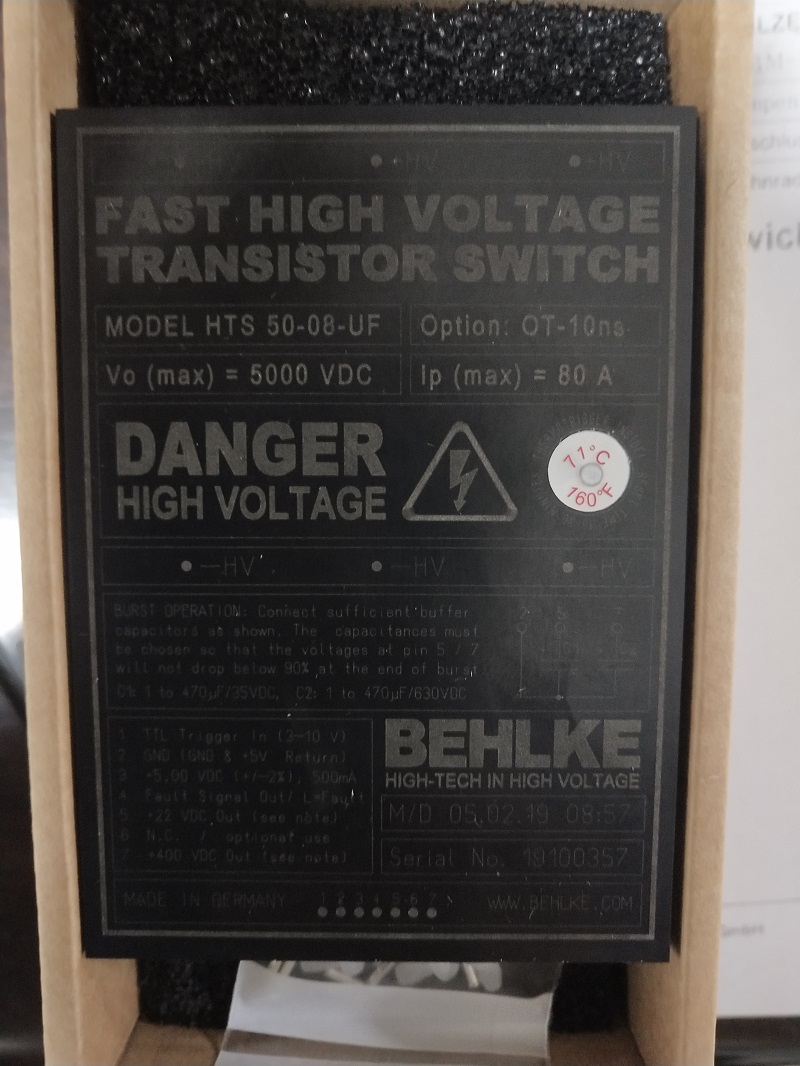 +HV +HV +HV
FAST HIGH VOLTAGE
TRANSISTOR SWITCH
MODEL HTS 50-08-UF
Option: OT-10ns
Vo (max) = 5000 VDC
Ip (max) = 80 A
DANGER
HIGH VOLTAGE
71°C
160°F
-HV -HV -HV
BURST OPERATION: Connect sufficient buffer
capacitors as shown. The capacitances must
be chosen so that the voltages at pin 5 / 7
will not drop below 90% at the end of burst
C1: 1 to 470µF/35VDC, C2: 1 to 470µF/630VDC
2 5 7
1 TTL Trigger In (3-10 V)
2 GND (GND & +5V Return)
3 +5.00 VDC (+/-2%), 500mA
4 Fault Signal Out/ L=Fault
5 +22 VDC Out (see note)
6 N.C. / optional use
7 +400 VDC Out (see note)
BEHLKE
HIGH-TECH IN HIGH VOLTAGE
M/D 05.02.19 08:57
Serial No. 19100357
MADE IN GERMANY
1 2 3 4 5 6 7
WWW.BEHLKE.COM